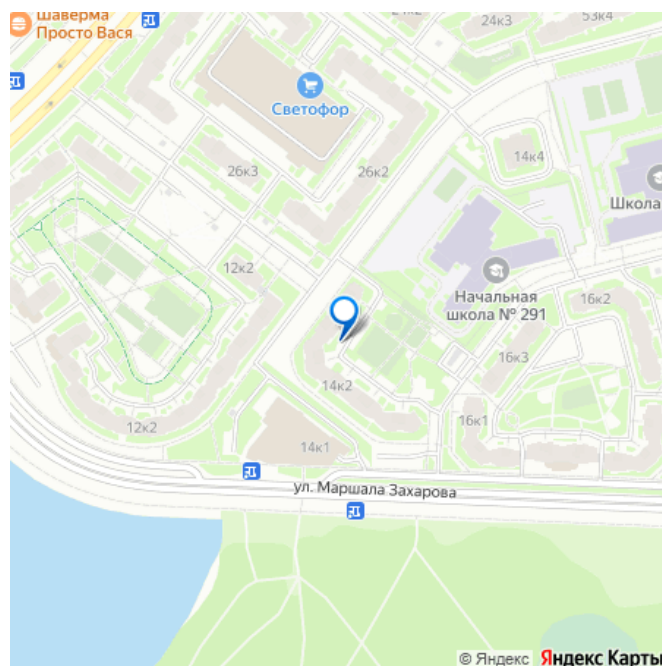 Шаверма
Просто Вася
24к3
53к4
Светофор
14к4
26к3
26к2
Школа
12к2
Начальная
школа № 291
16к2
16к3
14к2
16к1
12к2
14к1
ул. Маршала Захарова
© Яндекс Яндекс Карты